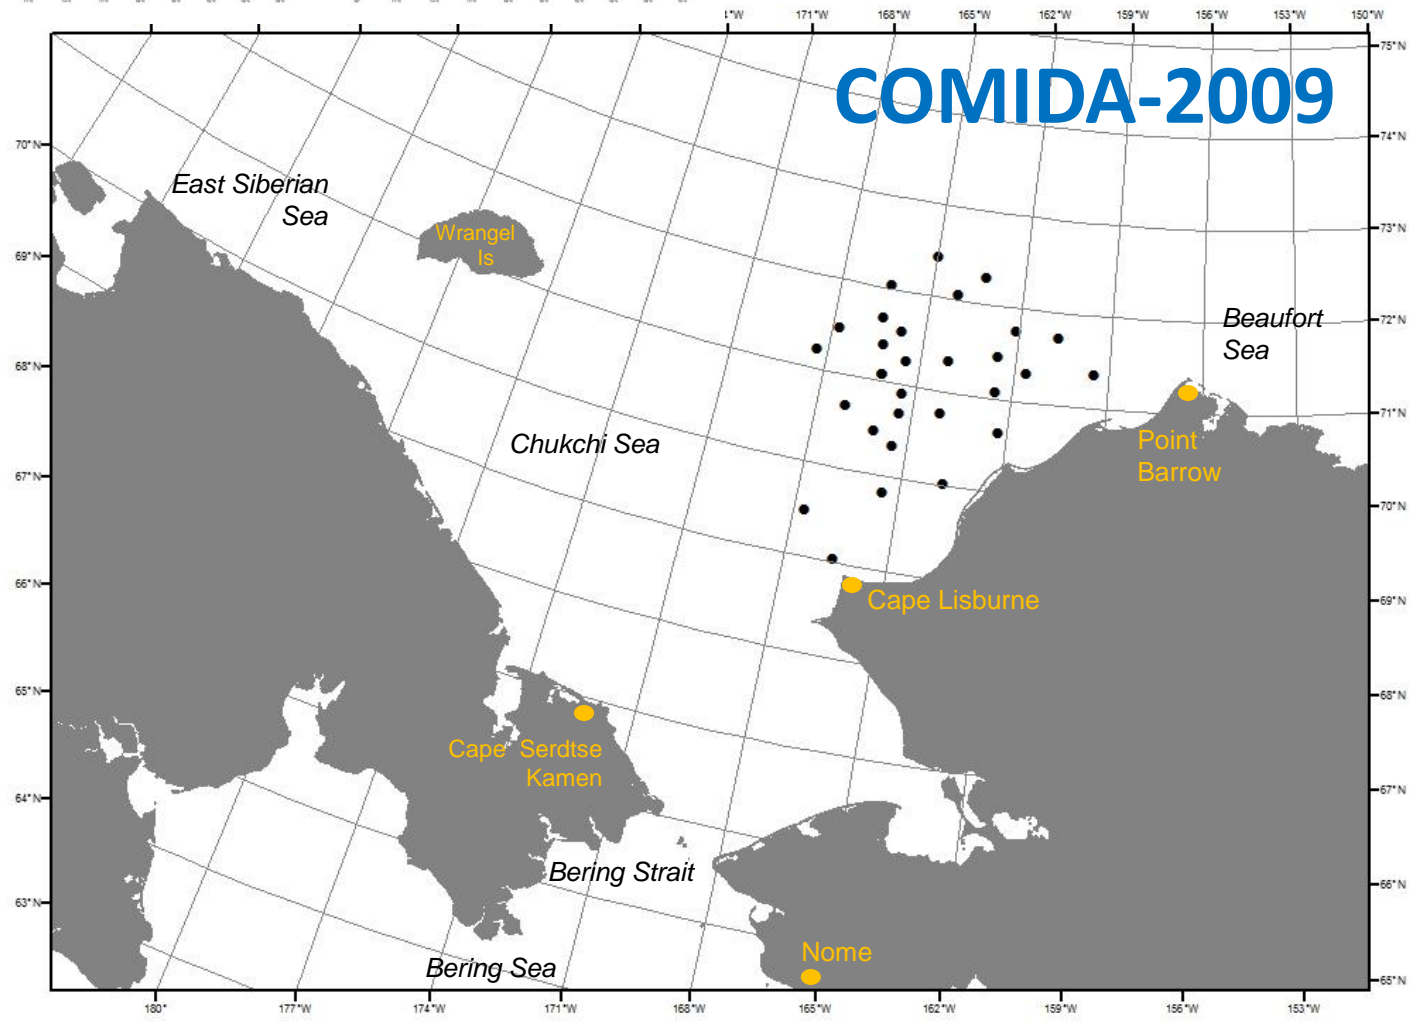 °W 171°W 168°W 165°W 162°W 159°W 156°W 153°W 150°W
COMIDA-2009
75°N
74°N
73°N
72°N
71°N
70°N
69°N
68°N
67°N
66°N
65°N
70°N
69°N
68°N
67°N
66°N
65°N
64°N
63°N
East Siberian
Sea
Wrangel
Is
Beaufort
Sea
Chukchi Sea
Point
Barrow
Cape Lisburne
Cape Serdtse
Kamen
Bering Strait
Nome
Bering Sea
180° 177°W 174°W 171°W 168°W 165°W 162°W 159°W 156°W 153°W